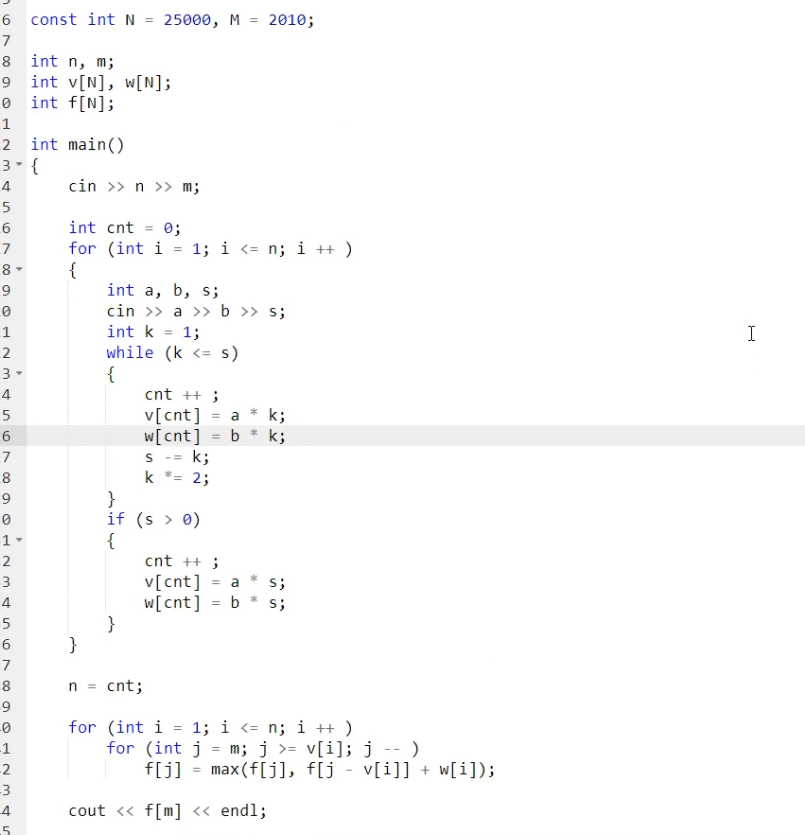 6 const int N = 25000, M = 2010;
7
8 int n, m;
9 int v[N], w[N];
0 int f[N];
1
2 int main()
3 {
4     cin >> n >> m;
5
6     int cnt = 0;
7     for (int i = 1; i <= n; i ++ )
8     {
9         int a, b, s;
0         cin >> a >> b >> s;
1         int k = 1;
2         while (k <= s)
3         {
4             cnt ++ ;
5             v[cnt] = a * k;
6             w[cnt] = b * k;
7             s -= k;
8             k *= 2;
9         }
0         if (s > 0)
1         {
2             cnt ++ ;
3             v[cnt] = a * s;
4             w[cnt] = b * s;
5         }
6     }
7
8     n = cnt;
9
0     for (int i = 1; i <= n; i ++ )
1         for (int j = m; j >= v[i]; j -- )
2             f[j] = max(f[j], f[j - v[i]] + w[i]);
3
4     cout << f[m] << endl;
5